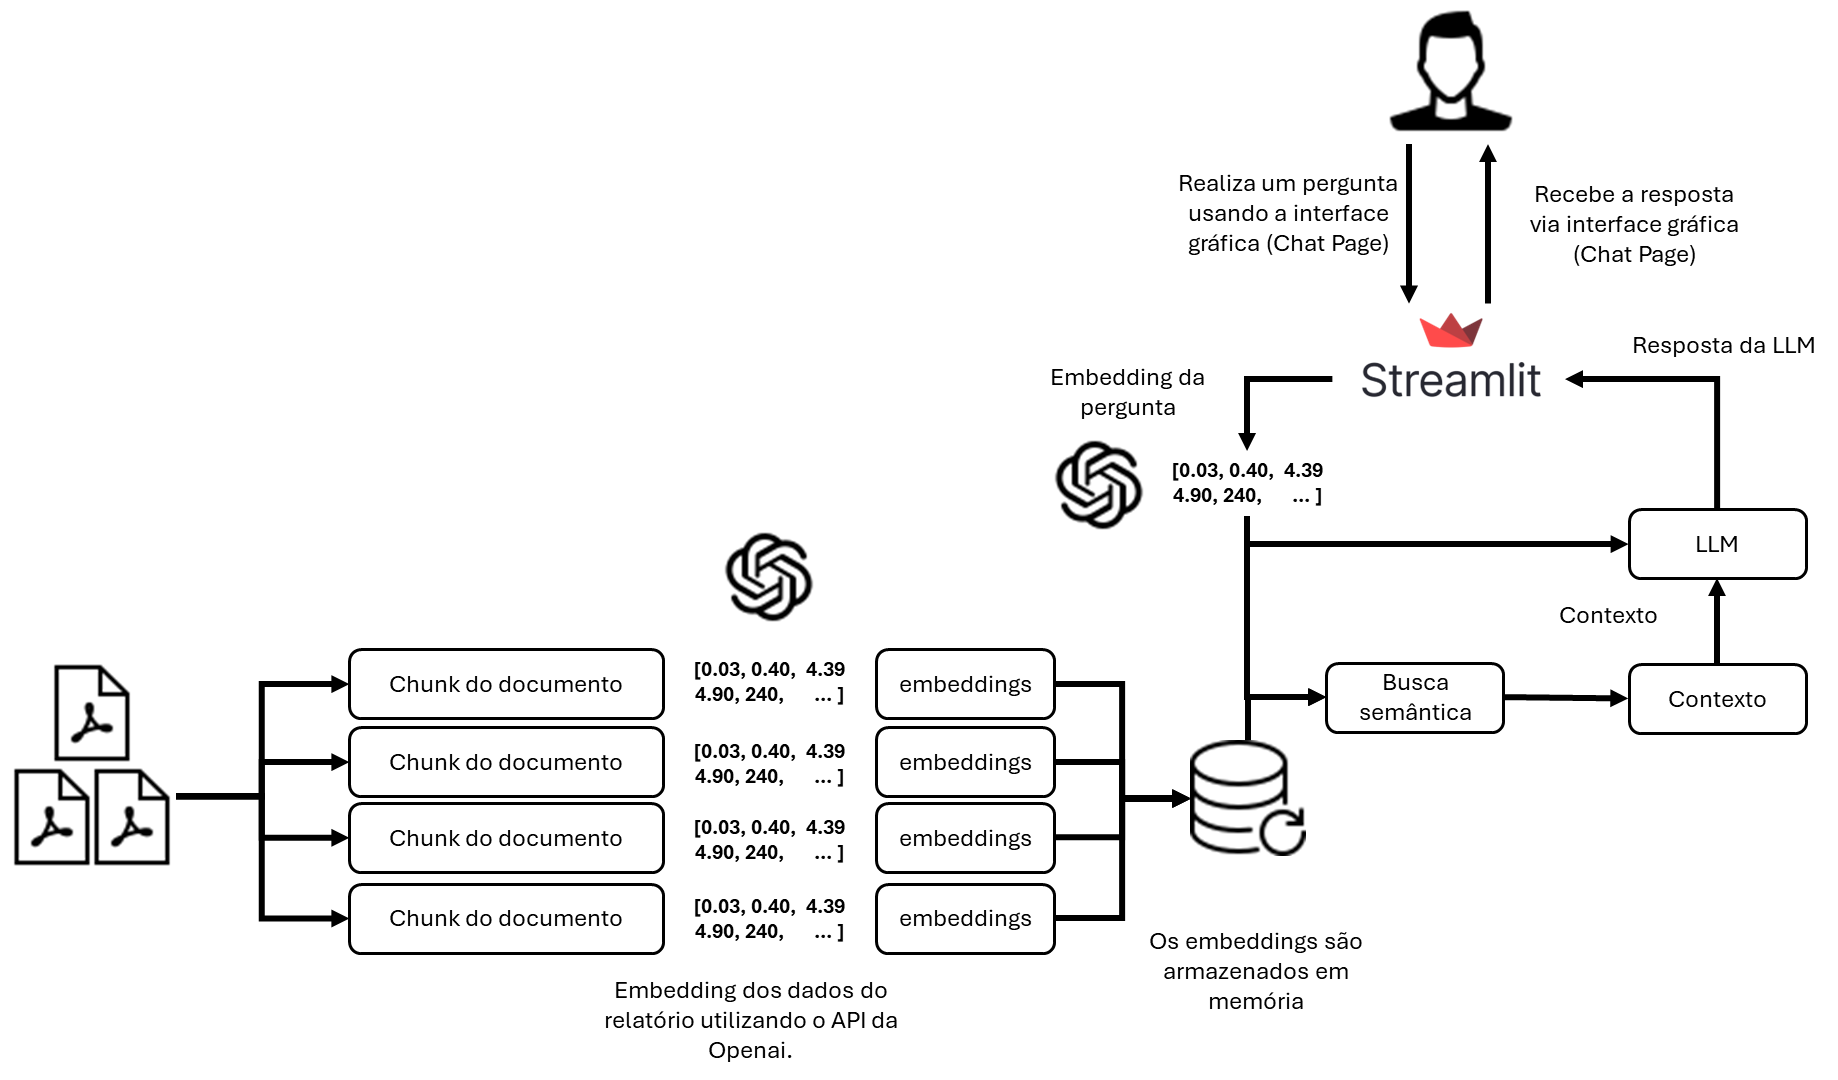 Realiza um pergunta
usando a interface
gráfica (Chat Page)
Recebe a resposta
via interface gráfica
(Chat Page)
Streamlit
Resposta da LLM
Embedding da
pergunta
[0.03, 0.40, 4.39
4.90, 240, ... ]
LLM
Contexto
Busca
semântica
Contexto
Chunk do documento
[0.03, 0.40, 4.39
4.90, 240, ... ]
embeddings
Chunk do documento
[0.03, 0.40, 4.39
4.90, 240, ... ]
embeddings
Chunk do documento
[0.03, 0.40, 4.39
4.90, 240, ... ]
embeddings
Chunk do documento
[0.03, 0.40, 4.39
4.90, 240, ... ]
embeddings
Os embeddings são
armazenados em
memória
Embedding dos dados do
relatório utilizando o API da
Openai.